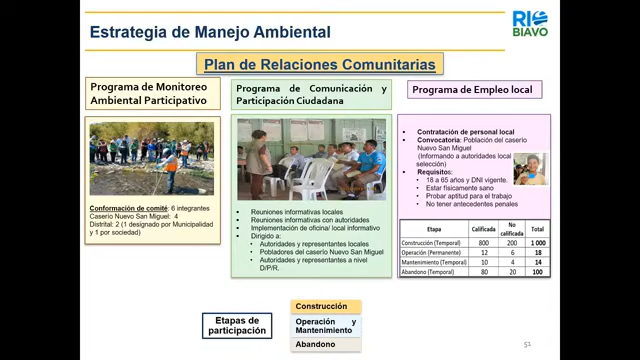 Estrategia de Manejo Ambiental
RIO
BIAVO
Plan de Relaciones Comunitarias
Programa de Monitoreo
Ambiental Participativo
Conformación de comité: 6 integrantes
Caserío Nuevo San Miguel: 4
Distrital: 2 (1 designado por Municipalidad
y 1 por sociedad)
Programa de Comunicación y
Participación Ciudadana
Reuniones informativas locales
Reuniones informativas con autoridades
Implementación de oficina/ local informativo
Dirigido a:
Autoridades y representantes locales
Pobladores del caserío Nuevo San Miguel
Autoridades y representantes a nivel
D/P/R.
Programa de Empleo local
Contratación de personal local
Convocatoria: Población del caserío
Nuevo San Miguel
(Informando a autoridades local
selección)
Requisitos:
18 a 65 años y DNI vigente.
Estar físicamente sano
Probar aptitud para el trabajo
No tener antecedentes penales
Etapa Calificada No calificada Total
Construcción (Temporal) 800 200 1 000
Operación (Permanente) 12 6 18
Mantenimiento (Temporal) 10 4 14
Abandono (Temporal) 80 20 100
Etapas de
participación
Construcción
Operación y
Mantenimiento
Abandono
51